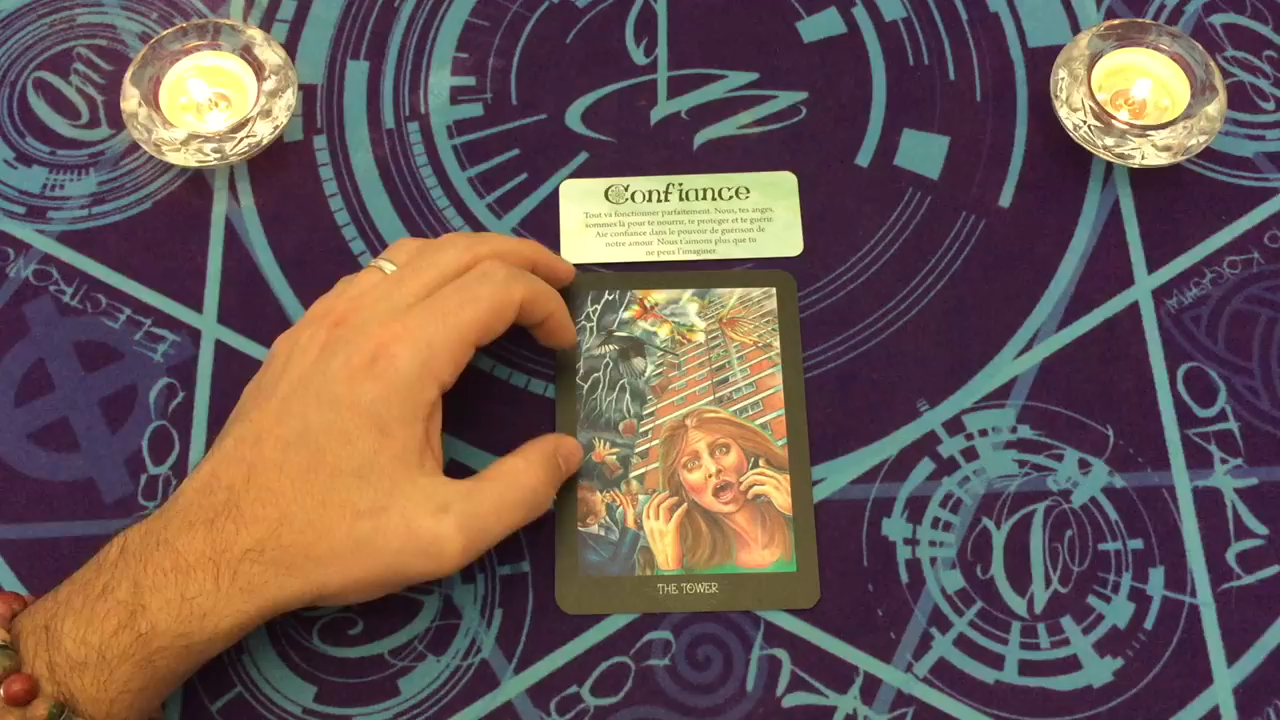 Confiance
Tout va fonctionner parfaitement. Nous, tes anges,
sommes là pour te nourrir, te protéger et te guérir.
Aie confiance dans le pouvoir de guérison de
notre amour. Nous t'aimons plus que tu
ne peux l'imaginer.
ELECTRONIC
OTAKU
THE TOWER